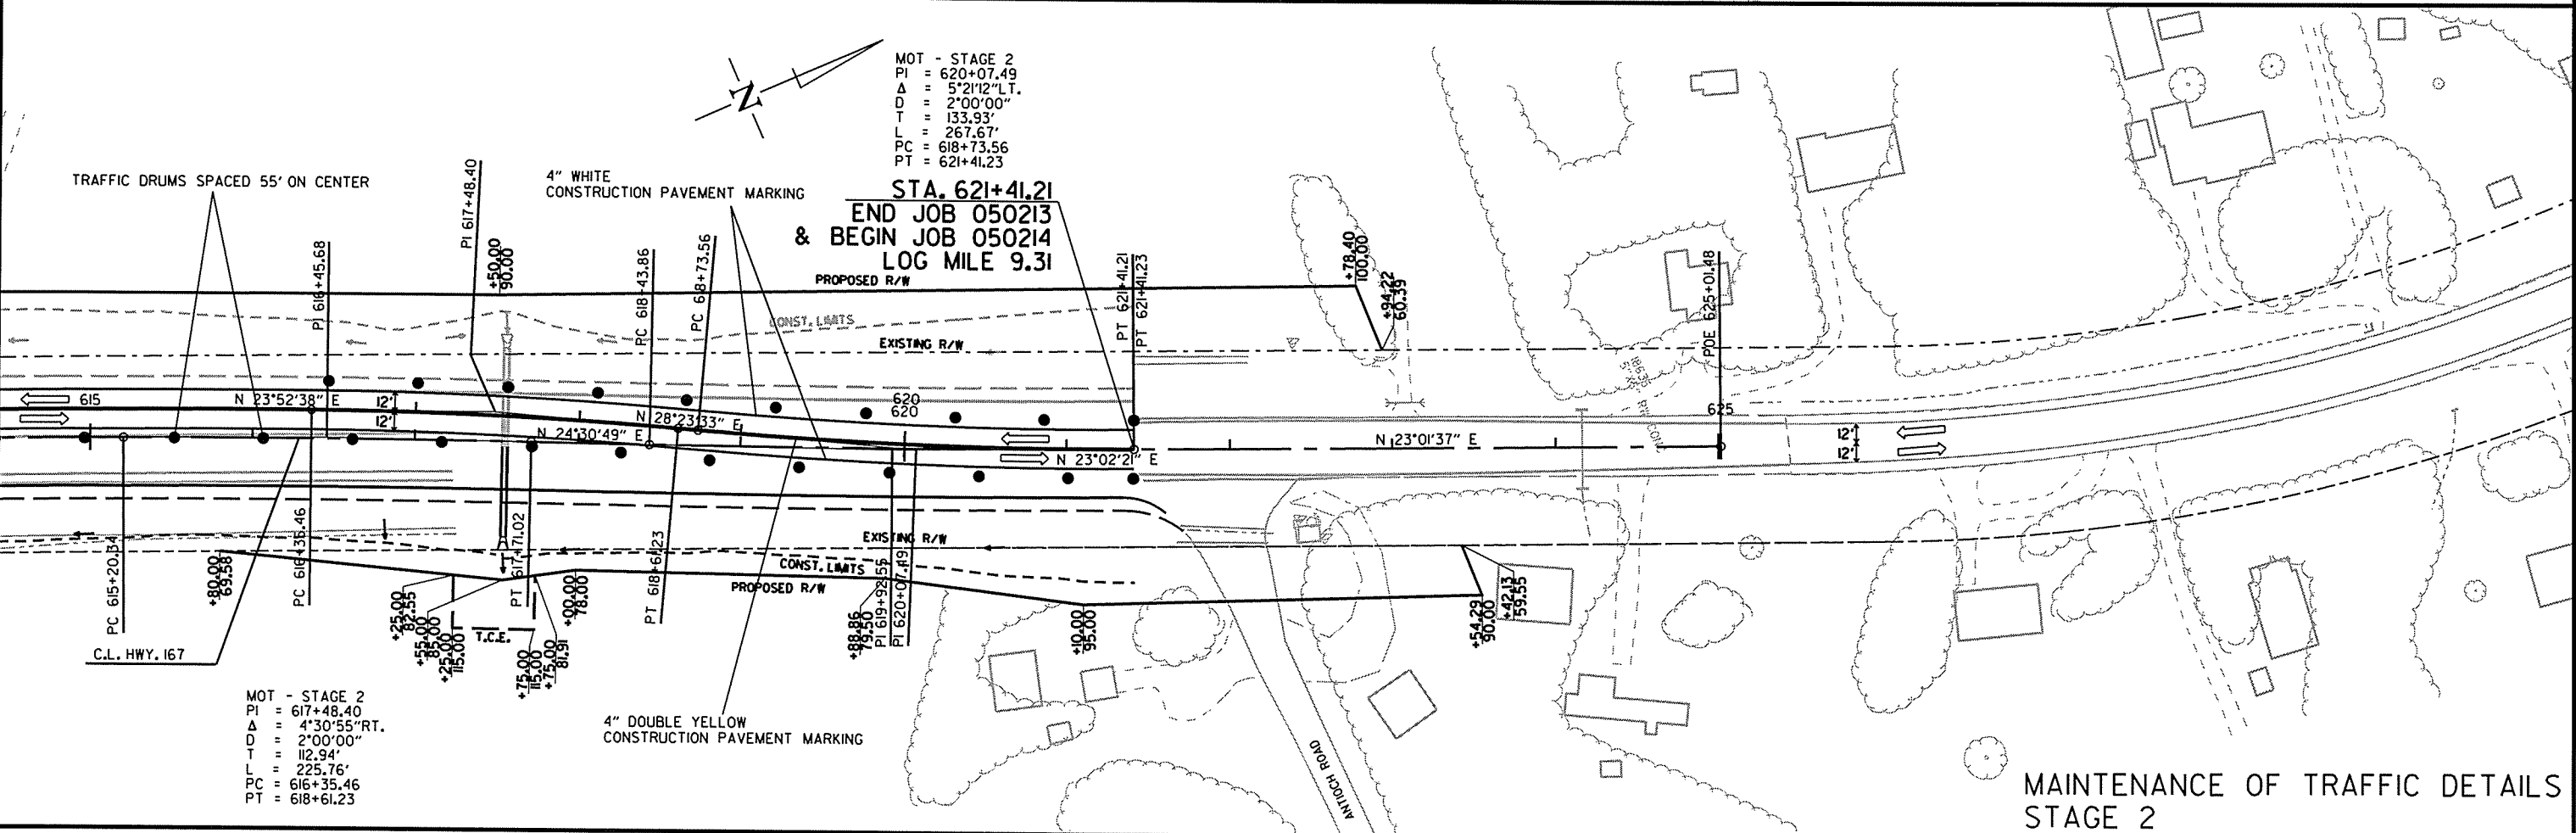 MOT - STAGE 2
PI = 620+07.49
Δ = 5°21'12"LT.
D = 2°00'00"
T = 133.93'
L = 267.67'
PC = 618+73.56
PT = 621+41.23
TRAFFIC DRUMS SPACED 55' ON CENTER
4" WHITE
CONSTRUCTION PAVEMENT MARKING
STA. 621+41.21
END JOB 050213
& BEGIN JOB 050214
LOG MILE 9.31
N
PI 616+45.68
PI 617+48.40
+50.00
90.00
PC 618+43.86
PC 618+73.56
PROPOSED R/W
PT 621+41.21
PT 621+41.23
+78.40
100.00
+94.22
60.39
POE 625+01.48
CONST. LIMITS
EXISTING R/W
615
N 23°52'38" E
12'
12'
N 24°30'49" E
N 28°23'33" E
620
620
N 23°02'21" E
N 23°01'37" E
625
12'
12'
PC 615+20.34
+80.00
69.58
PC 616+35.46
+25.00
82.55
+55.00
85.00
+25.00
115.00
T.C.E.
PT 617+71.02
+75.00
115.00
+75.00
81.91
+00.00
78.00
PT 618+61.23
EXISTING R/W
CONST. LIMITS
PROPOSED R/W
+88.86
79.50
PI 619+92.55
PI 620+07.49
+10.00
95.00
+54.29
90.00
+42.13
59.55
C.L. HWY. 167
MOT - STAGE 2
PI = 617+48.40
Δ = 4°30'55"RT.
D = 2°00'00"
T = 112.94'
L = 225.76'
PC = 616+35.46
PT = 618+61.23
4" DOUBLE YELLOW
CONSTRUCTION PAVEMENT MARKING
ANTIOCH ROAD
MAINTENANCE OF TRAFFIC DETAILS
STAGE 2